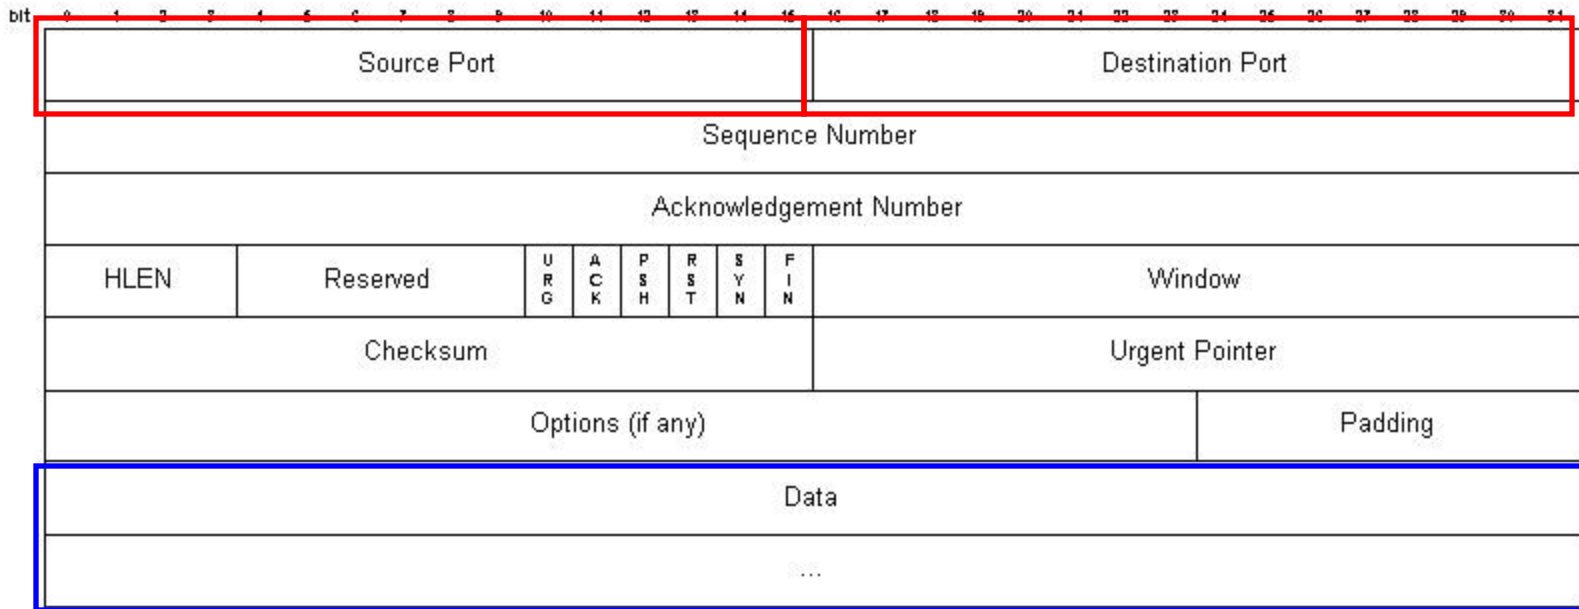 bit 0 1 2 3 4 5 6 7 8 9 10 11 12 13 14 15 16 17 18 19 20 21 22 23 24 25 26 27 28 29 30 31
Source Port Destination Port
Sequence Number
Acknowledgement Number
HLEN Reserved URG ACK PSH RST SYN FIN Window
Checksum Urgent Pointer
Options (if any) Padding
Data
...